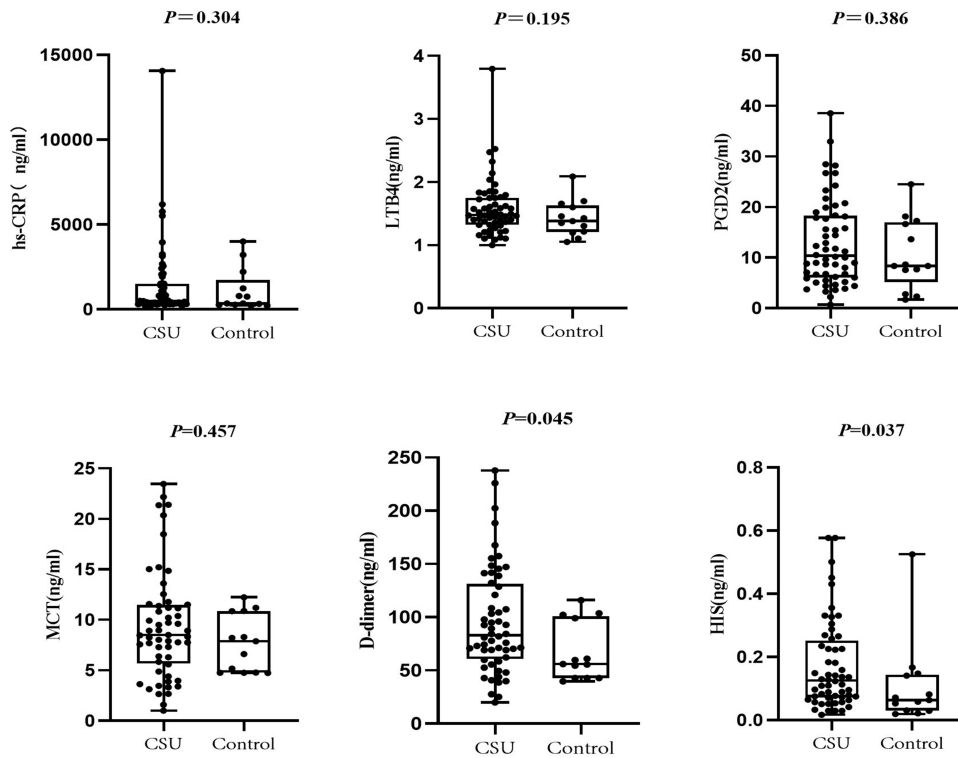 P＝0.304
hs-CRP（ ng/ml）
15000
10000
5000
0
CSU
Control
P＝0.195
LTB4(ng/ml)
4
3
2
1
0
CSU
Control
P＝0.386
PGD2(ng/ml)
50
40
30
20
10
0
CSU
Control
P=0.457
MCT(ng/ml)
25
20
15
10
5
0
CSU
Control
P=0.045
D-dimer(ng/ml)
250
200
150
100
50
0
CSU
Control
P=0.037
HIS(ng/ml)
0.8
0.6
0.4
0.2
0.0
CSU
Control